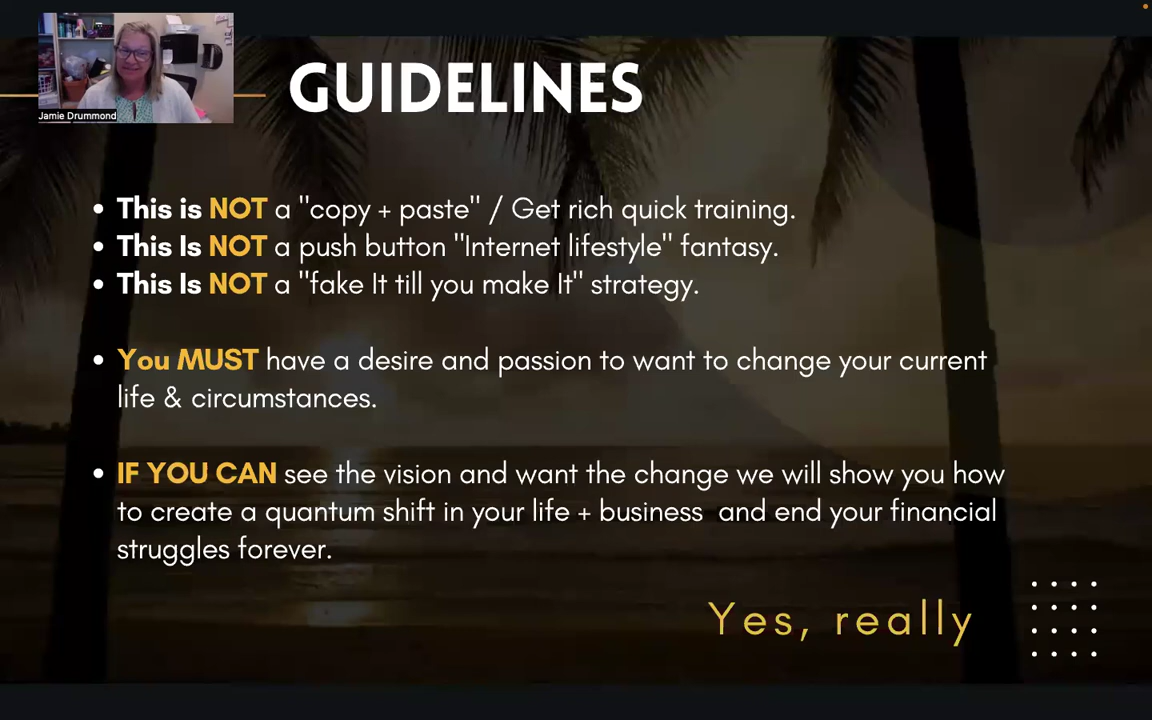 GUIDELINES
Jamie Drummond
This is NOT a "copy + paste" / Get rich quick training.
This Is NOT a push button "Internet lifestyle" fantasy.
This Is NOT a "fake It till you make It" strategy.
You MUST have a desire and passion to want to change your current
life & circumstances.
IF YOU CAN see the vision and want the change we will show you how
to create a quantum shift in your life + business and end your financial
struggles forever.
Yes, really